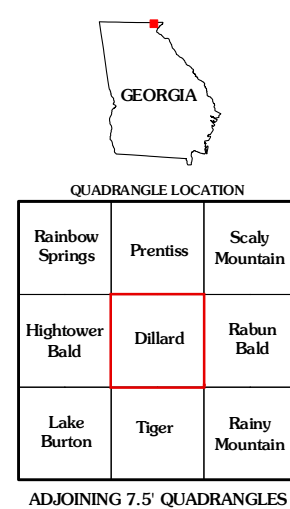 GEORGIA
QUADRANGLE LOCATION
Rainbow
Springs
Prentiss
Scaly
Mountain
Hightower
Bald
Dillard
Rabun
Bald
Lake
Burton
Tiger
Rainy
Mountain
ADJOINING 7.5' QUADRANGLES